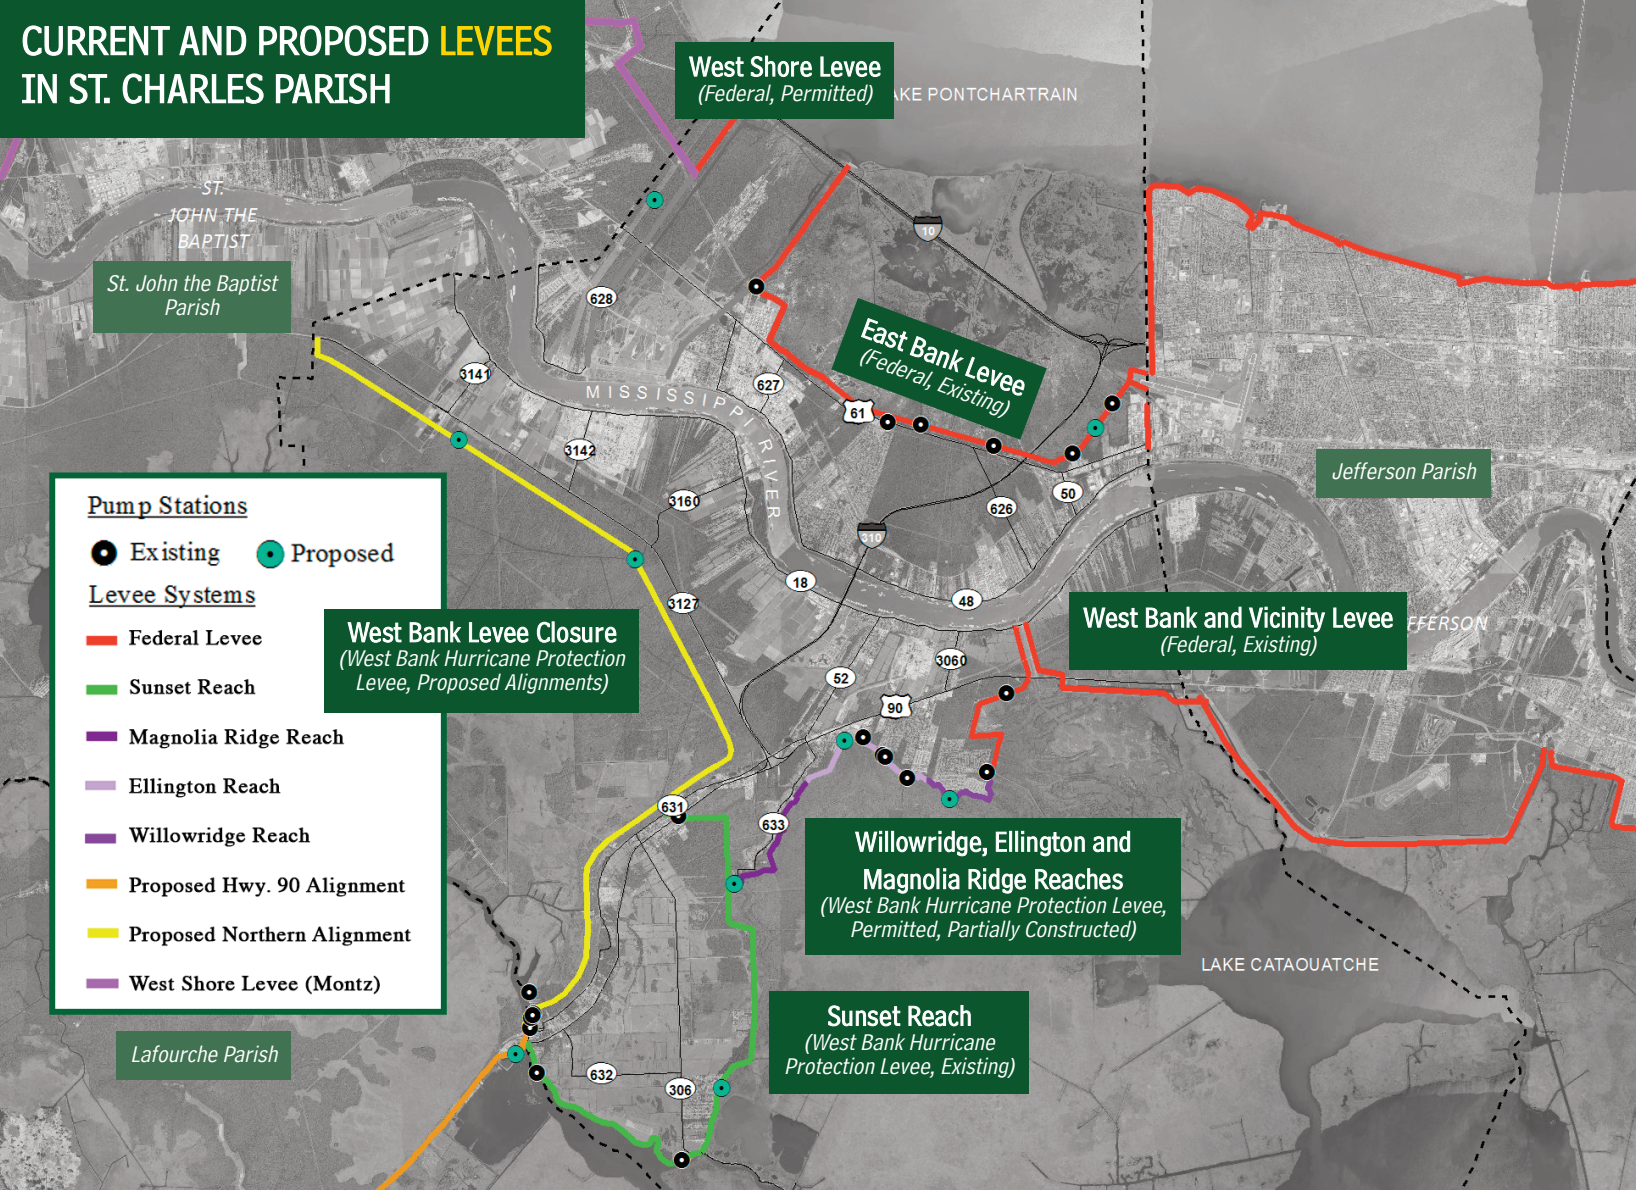 CURRENT AND PROPOSED LEVEES
IN ST. CHARLES PARISH
West Shore Levee
(Federal, Permitted)
AKE PONTCHARTRAIN
ST.
JOHN THE
BAPTIST
St. John the Baptist
Parish
10
628
3141
627
61
East Bank Levee
(Federal, Existing)
3142
MISSISSIPPI RIVER
3160
626
50
310
Jefferson Parish
18
48
3127
Pump Stations
Existing
Proposed
Levee Systems
Federal Levee
Sunset Reach
Magnolia Ridge Reach
Ellington Reach
Willowridge Reach
Proposed Hwy. 90 Alignment
Proposed Northern Alignment
West Shore Levee (Montz)
West Bank Levee Closure
(West Bank Hurricane Protection
Levee, Proposed Alignments)
West Bank and Vicinity Levee
(Federal, Existing)
FFERSON
52
3060
90
631
633
Willowridge, Ellington and
Magnolia Ridge Reaches
(West Bank Hurricane Protection Levee,
Permitted, Partially Constructed)
LAKE CATAOUATCHE
Sunset Reach
(West Bank Hurricane
Protection Levee, Existing)
Lafourche Parish
632
306